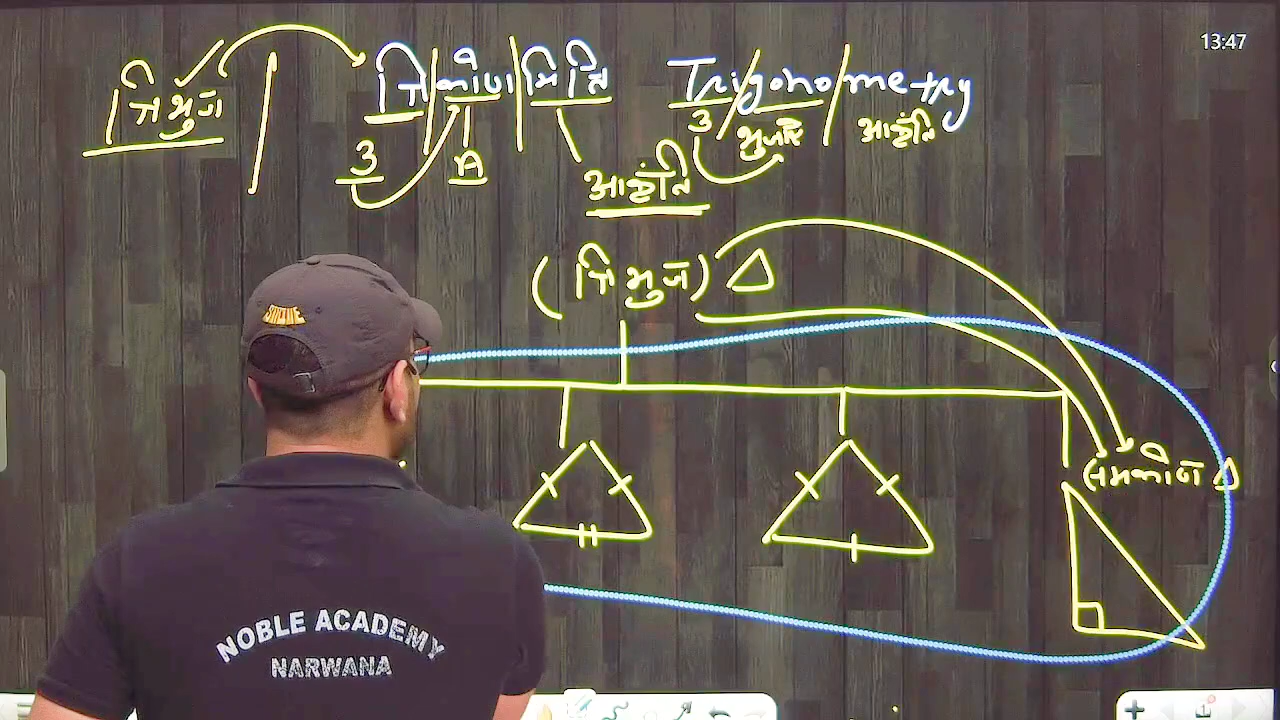 13:47
त्रिभुज त्रिकोणमिति Trigonometry
3 A आकृति 3 भुजाएं आकृति
(त्रिभुज) Δ
समकोण Δ
NOBLE ACADEMY
NARWANA